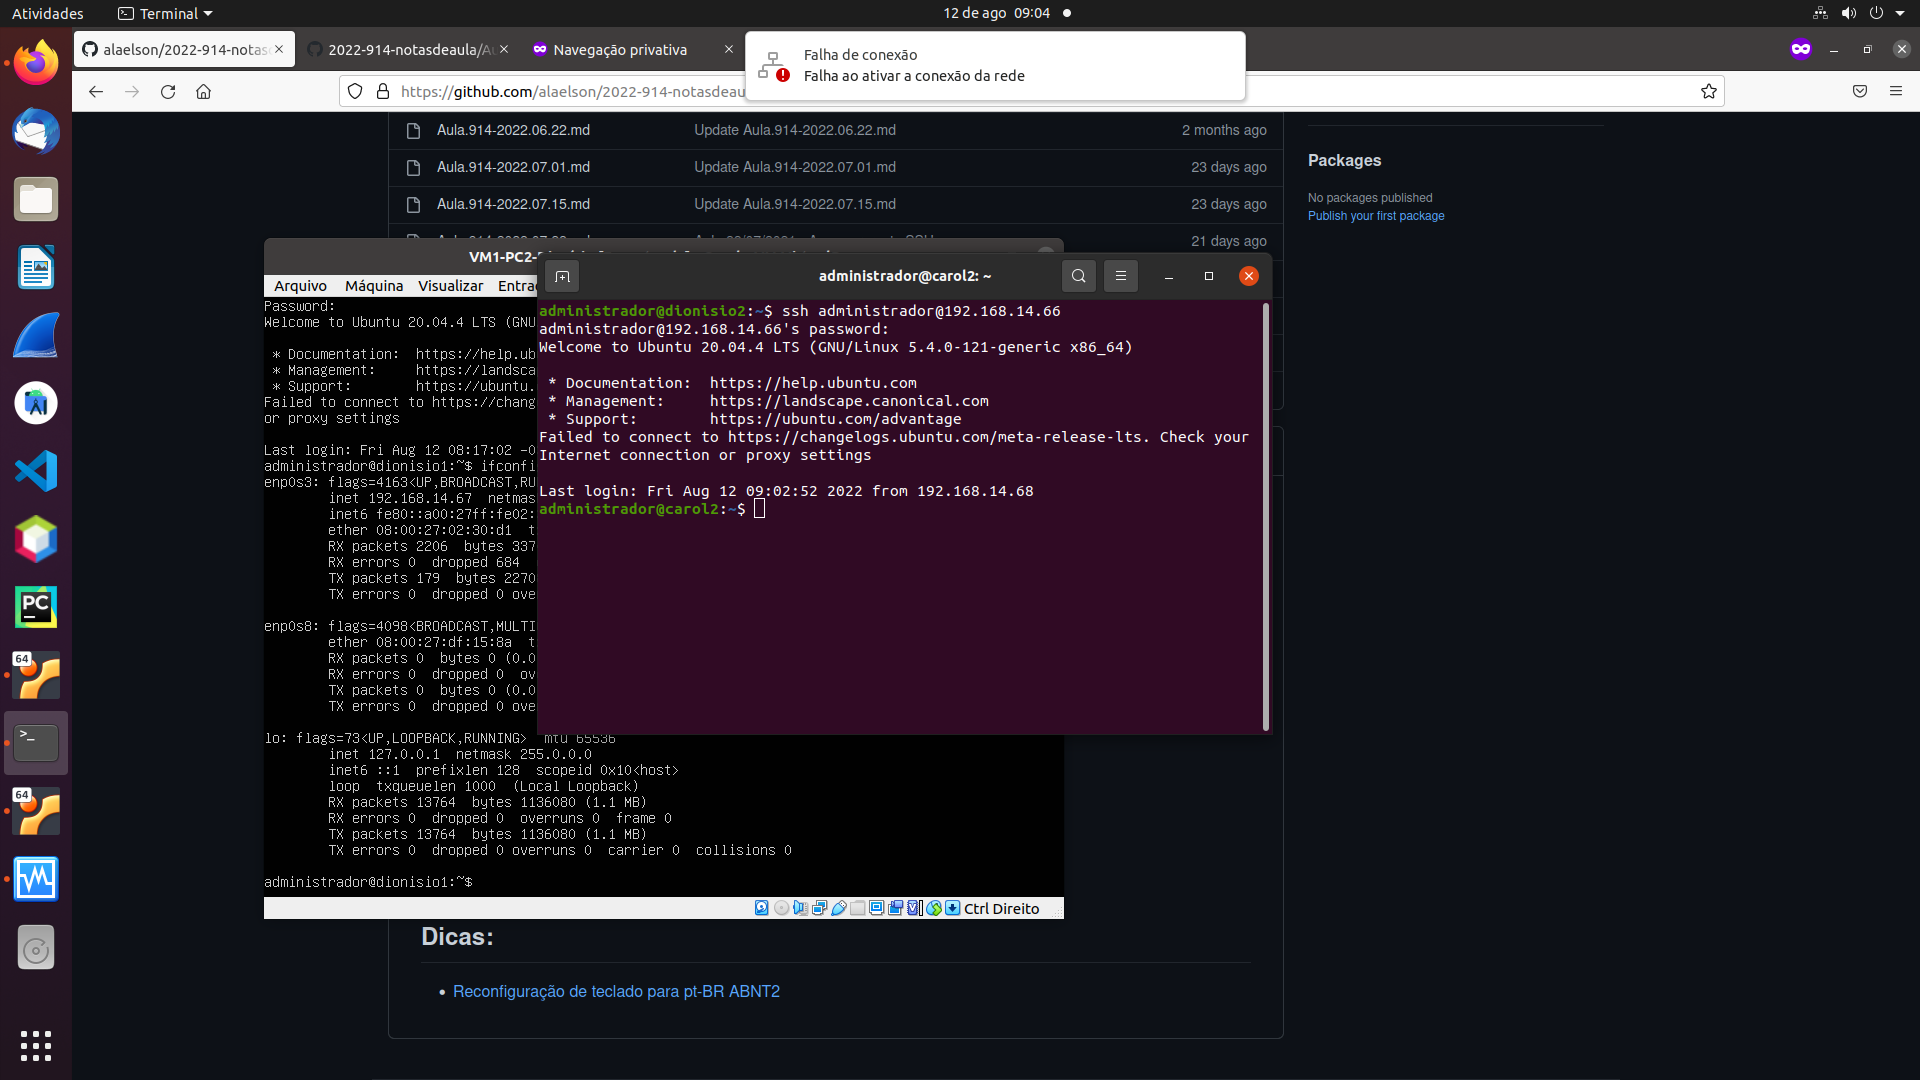 Atividades
Terminal
12 de ago 09:04
alaelson/2022-914-notas
2022-914-notasdeaula/Au
Navegação privativa
Falha de conexão
Falha ao ativar a conexão da rede
https://github.com/alaelson/2022-914-notasdeau
Aula.914-2022.06.22.md Update Aula.914-2022.06.22.md 2 months ago
Aula.914-2022.07.01.md Update Aula.914-2022.07.01.md 23 days ago
Aula.914-2022.07.15.md Update Aula.914-2022.07.15.md 23 days ago
21 days ago
Packages
No packages published
Publish your first package
VM1-PC2-
Arquivo Máquina Visualizar Entra
Password:
Welcome to Ubuntu 20.04.4 LTS (GNU
* Documentation: https://help.ub
* Management: https://landsca
* Support: https://ubuntu.
Failed to connect to https://chang
or proxy settings
Last login: Fri Aug 12 08:17:02 -0
administrador@dionisio1:~$ ifconfi
enp0s3: flags=4163<UP,BROADCAST,RU
inet 192.168.14.67 netmas
inet6 fe80::a00:27ff:fe02:
ether 08:00:27:02:30:d1 t
RX packets 2206 bytes 337
RX errors 0 dropped 684
TX packets 179 bytes 2270
TX errors 0 dropped 0 ove
enp0s8: flags=4098<BROADCAST,MULTI
ether 08:00:27:df:15:8a t
RX packets 0 bytes 0 (0.0
RX errors 0 dropped 0 ov
TX packets 0 bytes 0 (0.0
TX errors 0 dropped 0 ove
lo: flags=73<UP,LOOPBACK,RUNNING> mtu 65536
inet 127.0.0.1 netmask 255.0.0.0
inet6 ::1 prefixlen 128 scopeid 0x10<host>
loop txqueuelen 1000 (Local Loopback)
RX packets 13764 bytes 1136080 (1.1 MB)
RX errors 0 dropped 0 overruns 0 frame 0
TX packets 13764 bytes 1136080 (1.1 MB)
TX errors 0 dropped 0 overruns 0 carrier 0 collisions 0
administrador@dionisio1:~$
Ctrl Direito
administrador@carol2: ~
administrador@dionisio2:~$ ssh administrador@192.168.14.66
administrador@192.168.14.66's password:
Welcome to Ubuntu 20.04.4 LTS (GNU/Linux 5.4.0-121-generic x86_64)
* Documentation: https://help.ubuntu.com
* Management: https://landscape.canonical.com
* Support: https://ubuntu.com/advantage
Failed to connect to https://changelogs.ubuntu.com/meta-release-lts. Check your
Internet connection or proxy settings
Last login: Fri Aug 12 09:02:52 2022 from 192.168.14.68
administrador@carol2:~$
Dicas:
• Reconfiguração de teclado para pt-BR ABNT2
PC
64
>_
64